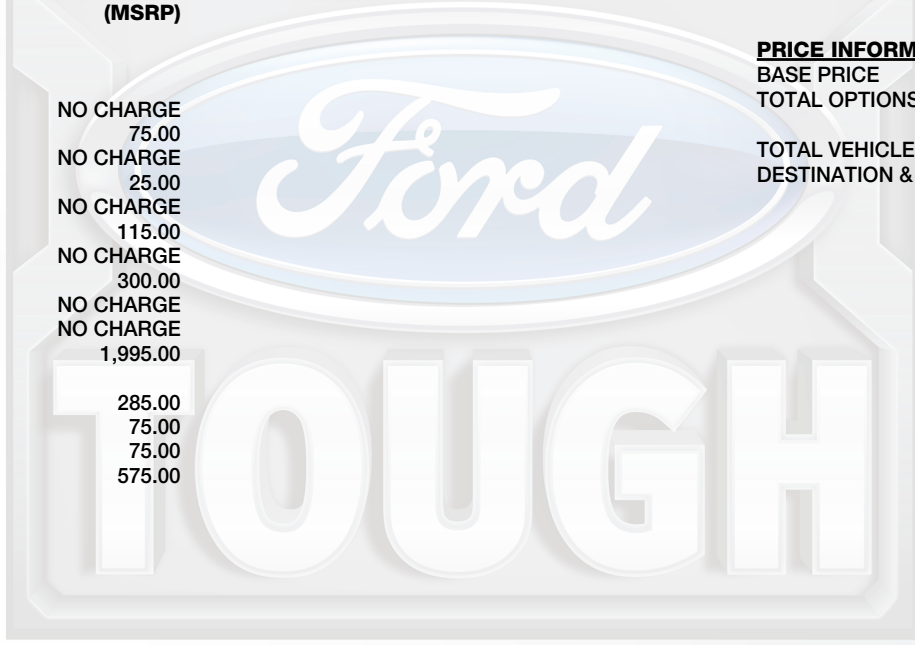 (MSRP)
NO CHARGE
75.00
NO CHARGE
25.00
NO CHARGE
115.00
NO CHARGE
300.00
NO CHARGE
NO CHARGE
1,995.00
285.00
75.00
75.00
575.00
PRICE INFORM
BASE PRICE
TOTAL OPTIONS
TOTAL VEHICLE
DESTINATION &
Ford
TOUGH